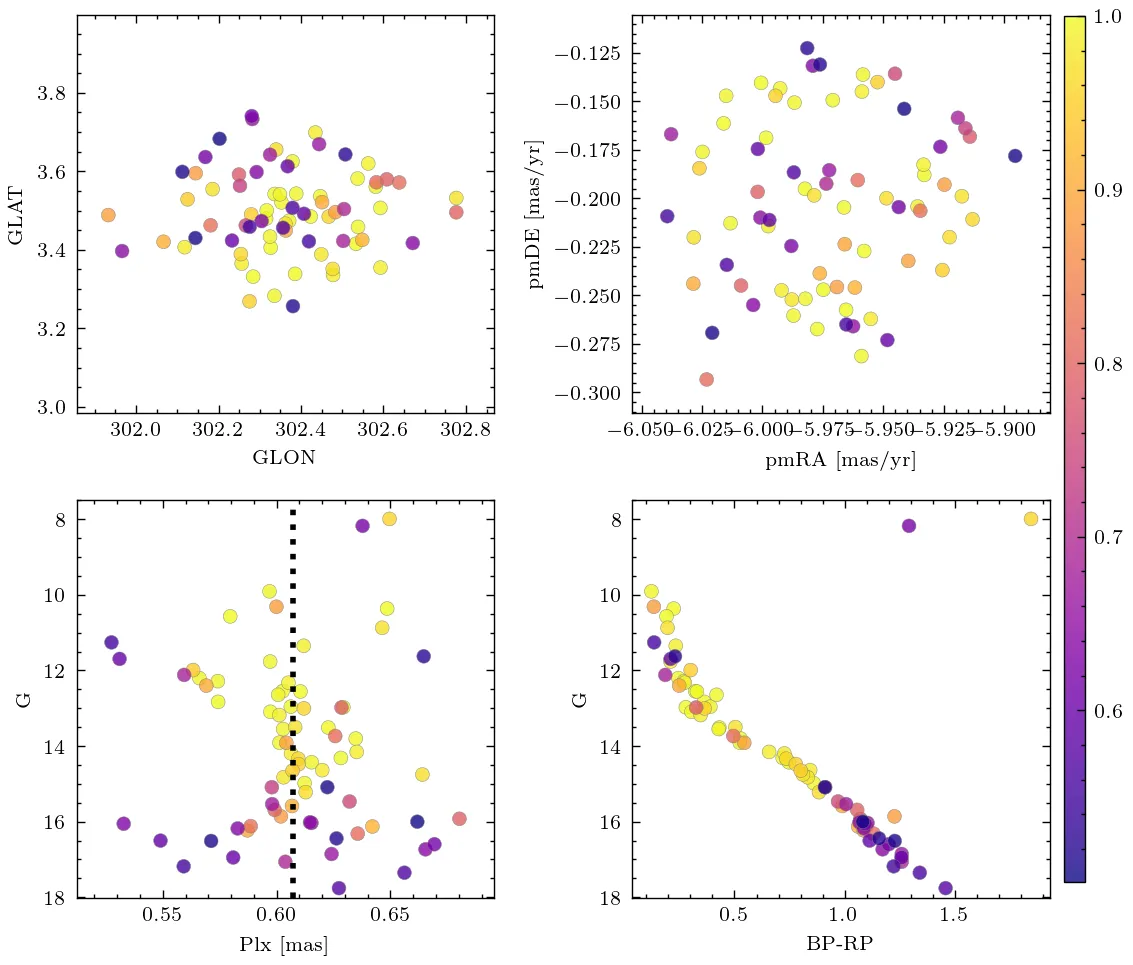 3.8
3.6
3.4
3.2
3.0
GLAT
302.0 302.2 302.4 302.6 302.8
GLON
−0.125
−0.150
−0.175
−0.200
−0.225
−0.250
−0.275
−0.300
pmDE [mas/yr]
−6.050 −6.025 −6.000 −5.975 −5.950 −5.925 −5.900
pmRA [mas/yr]
1.0
0.9
0.8
0.7
0.6
8
10
12
14
16
18
G
0.55 0.60 0.65
Plx [mas]
8
10
12
14
16
18
G
0.5 1.0 1.5
BP-RP